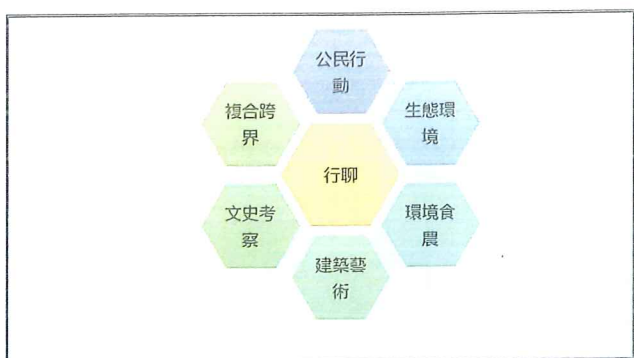 公民行
動
生態環
境
環境食
農
建築藝
術
文史考
察
複合跨
界
行聊